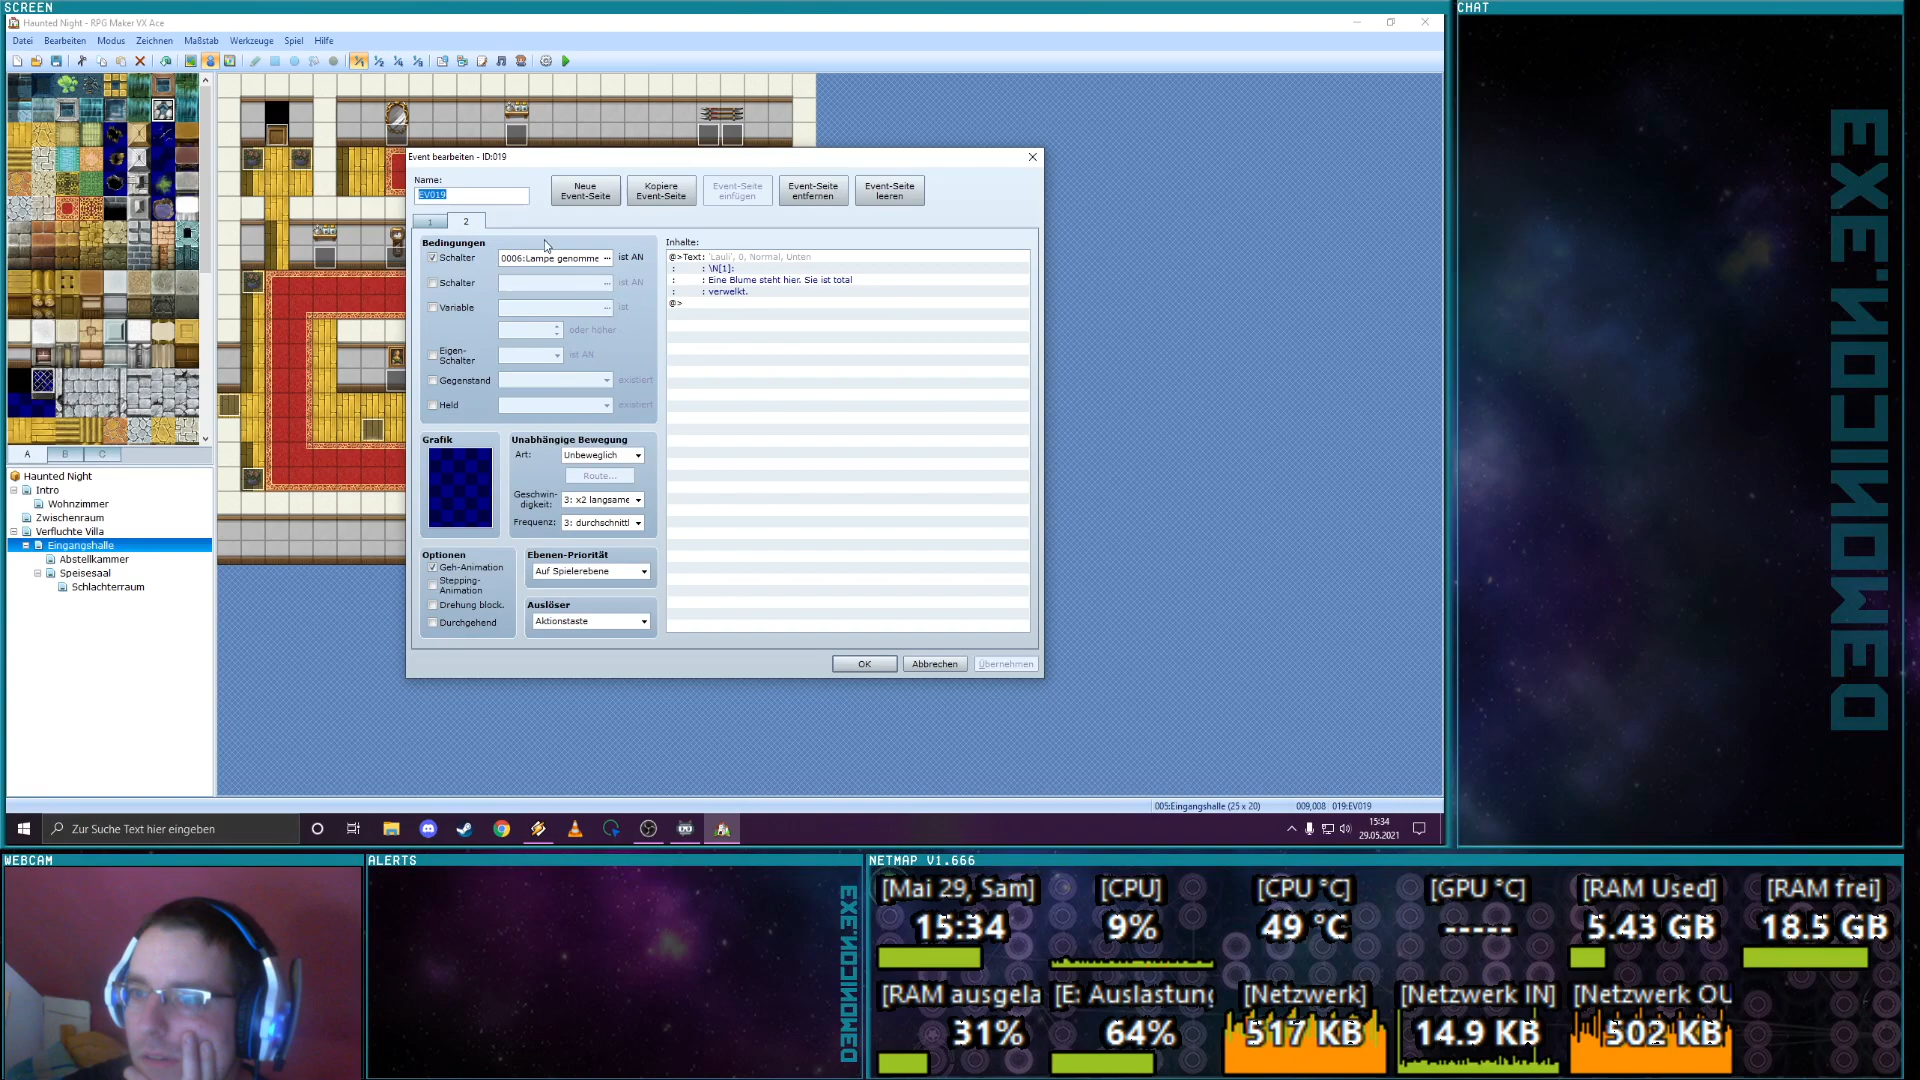 SCREEN
Haunted Night - RPG Maker VX Ace
Datei Bearbeiten Modus Zeichnen Maßstab Werkzeuge Spiel Hilfe
Event bearbeiten - ID:019
Name:
EV019
Neue
Event-Seite
Kopiere
Event-Seite
Event-Seite
einfügen
Event-Seite
entfernen
Event-Seite
leeren
1 2
Bedingungen
Schalter 0006:Lampe genomme ... ist AN
Schalter ... ist AN
Variable ... ist
oder höher
Eigen-
Schalter ist AN
Gegenstand existiert
Held existiert
Inhalte:
@>Text: 'Lauli', 0, Normal, Unten
: : \N[1]:
: : Eine Blume steht hier. Sie ist total
: : verwelkt.
@>
Grafik
Unabhängige Bewegung
Art: Unbeweglich
Route...
Geschwin-
digkeit: 3: x2 langsame
Frequenz: 3: durchschnittl
Optionen
Geh-Animation
Stepping-
Animation
Drehung block.
Durchgehend
Ebenen-Priorität
Auf Spielerebene
Auslöser
Aktionstaste
OK Abbrechen Übernehmen
A B C
Haunted Night
Intro
Wohnzimmer
Zwischenraum
Verfluchte Villa
Eingangshalle
Abstellkammer
Speisesaal
Schlachterraum
005:Eingangshalle (25 x 20) 009,008 019:EV019
Zur Suche Text hier eingeben
15:34
29.05.2021
CHAT
EXE'NOCINOMEO
WEBCAM
ALERTS
EXE'NOCINOMEO
NETMAP V1.666
[Mai 29, Sam] [CPU] [CPU °C] [GPU °C] [RAM Used] [RAM frei]
15:34 9% 49 °C ----- 5.43 GB 18.5 GB
[RAM ausgela [E: Auslastung [Netzwerk] [Netzwerk IN] [Netzwerk OU
31% 64% 517 KB 14.9 KB 502 KB